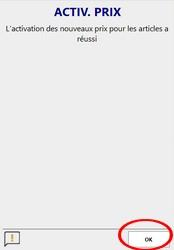 ACTIV. PRIX
L'activation des nouveaux prix pour les articles a
réussi
!
OK